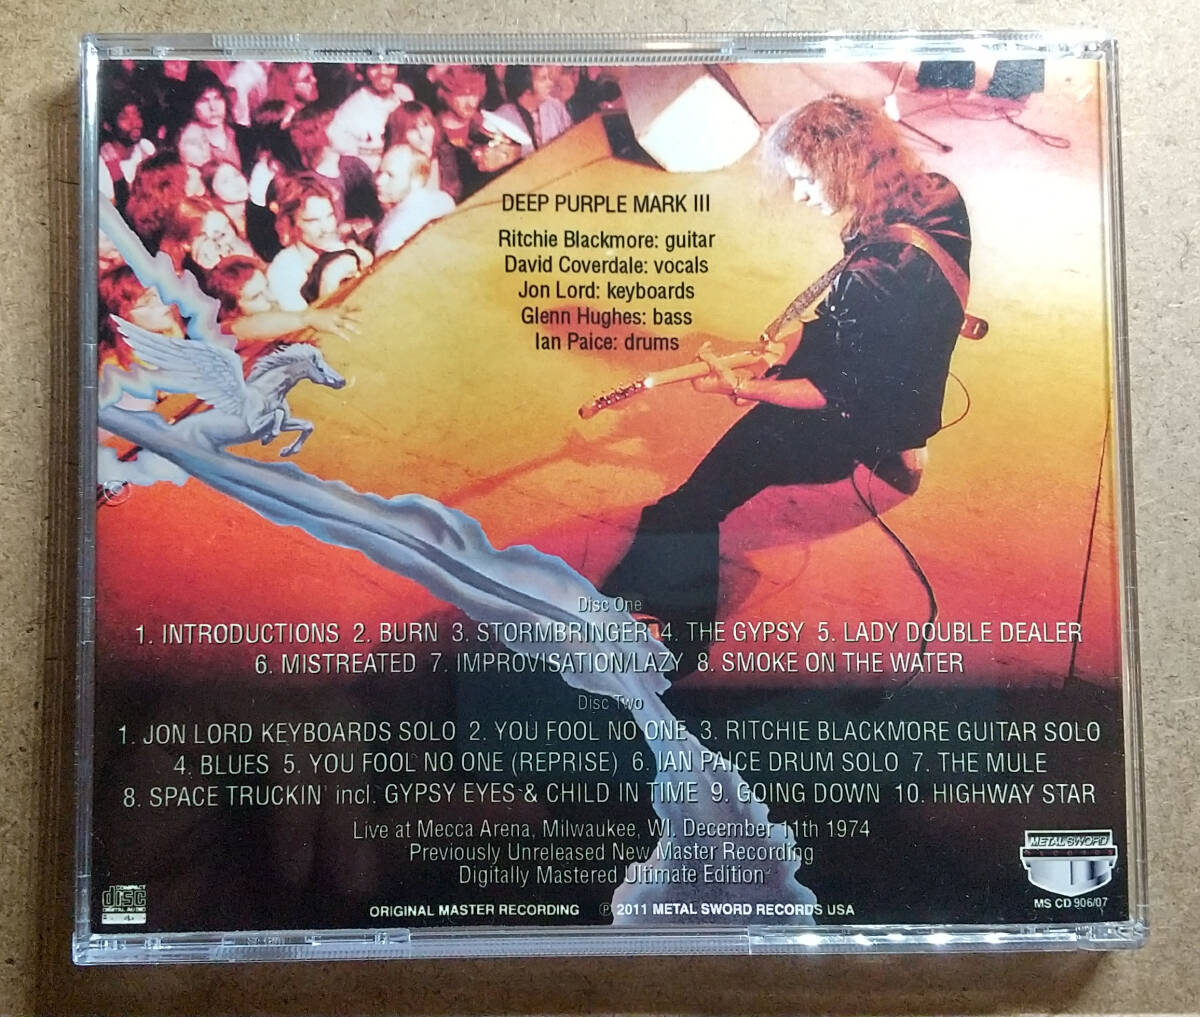 DEEP PURPLE MARK III
Ritchie Blackmore: guitar
David Coverdale: vocals
Jon Lord: keyboards
Glenn Hughes: bass
Ian Paice: drums
Disc One
1. INTRODUCTIONS 2. BURN 3. STORMBRINGER 4. THE GYPSY 5. LADY DOUBLE DEALER
6. MISTREATED 7. IMPROVISATION/LAZY 8. SMOKE ON THE WATER
Disc Two
1. JON LORD KEYBOARDS SOLO 2. YOU FOOL NO ONE 3. RITCHIE BLACKMORE GUITAR SOLO
4. BLUES 5. YOU FOOL NO ONE (REPRISE) 6. IAN PAICE DRUM SOLO 7. THE MULE
8. SPACE TRUCKIN' incl. GYPSY EYES & CHILD IN TIME 9. GOING DOWN 10. HIGHWAY STAR
Live at Mecca Arena, Milwaukee, WI. December 11th 1974
Previously Unreleased New Master Recording
Digitally Mastered Ultimate Edition
METAL SWORD
RECORDS
MS CD 906/07
COMPACT
disc
DIGITAL AUDIO
ORIGINAL MASTER RECORDING ℗ 2011 METAL SWORD RECORDS USA